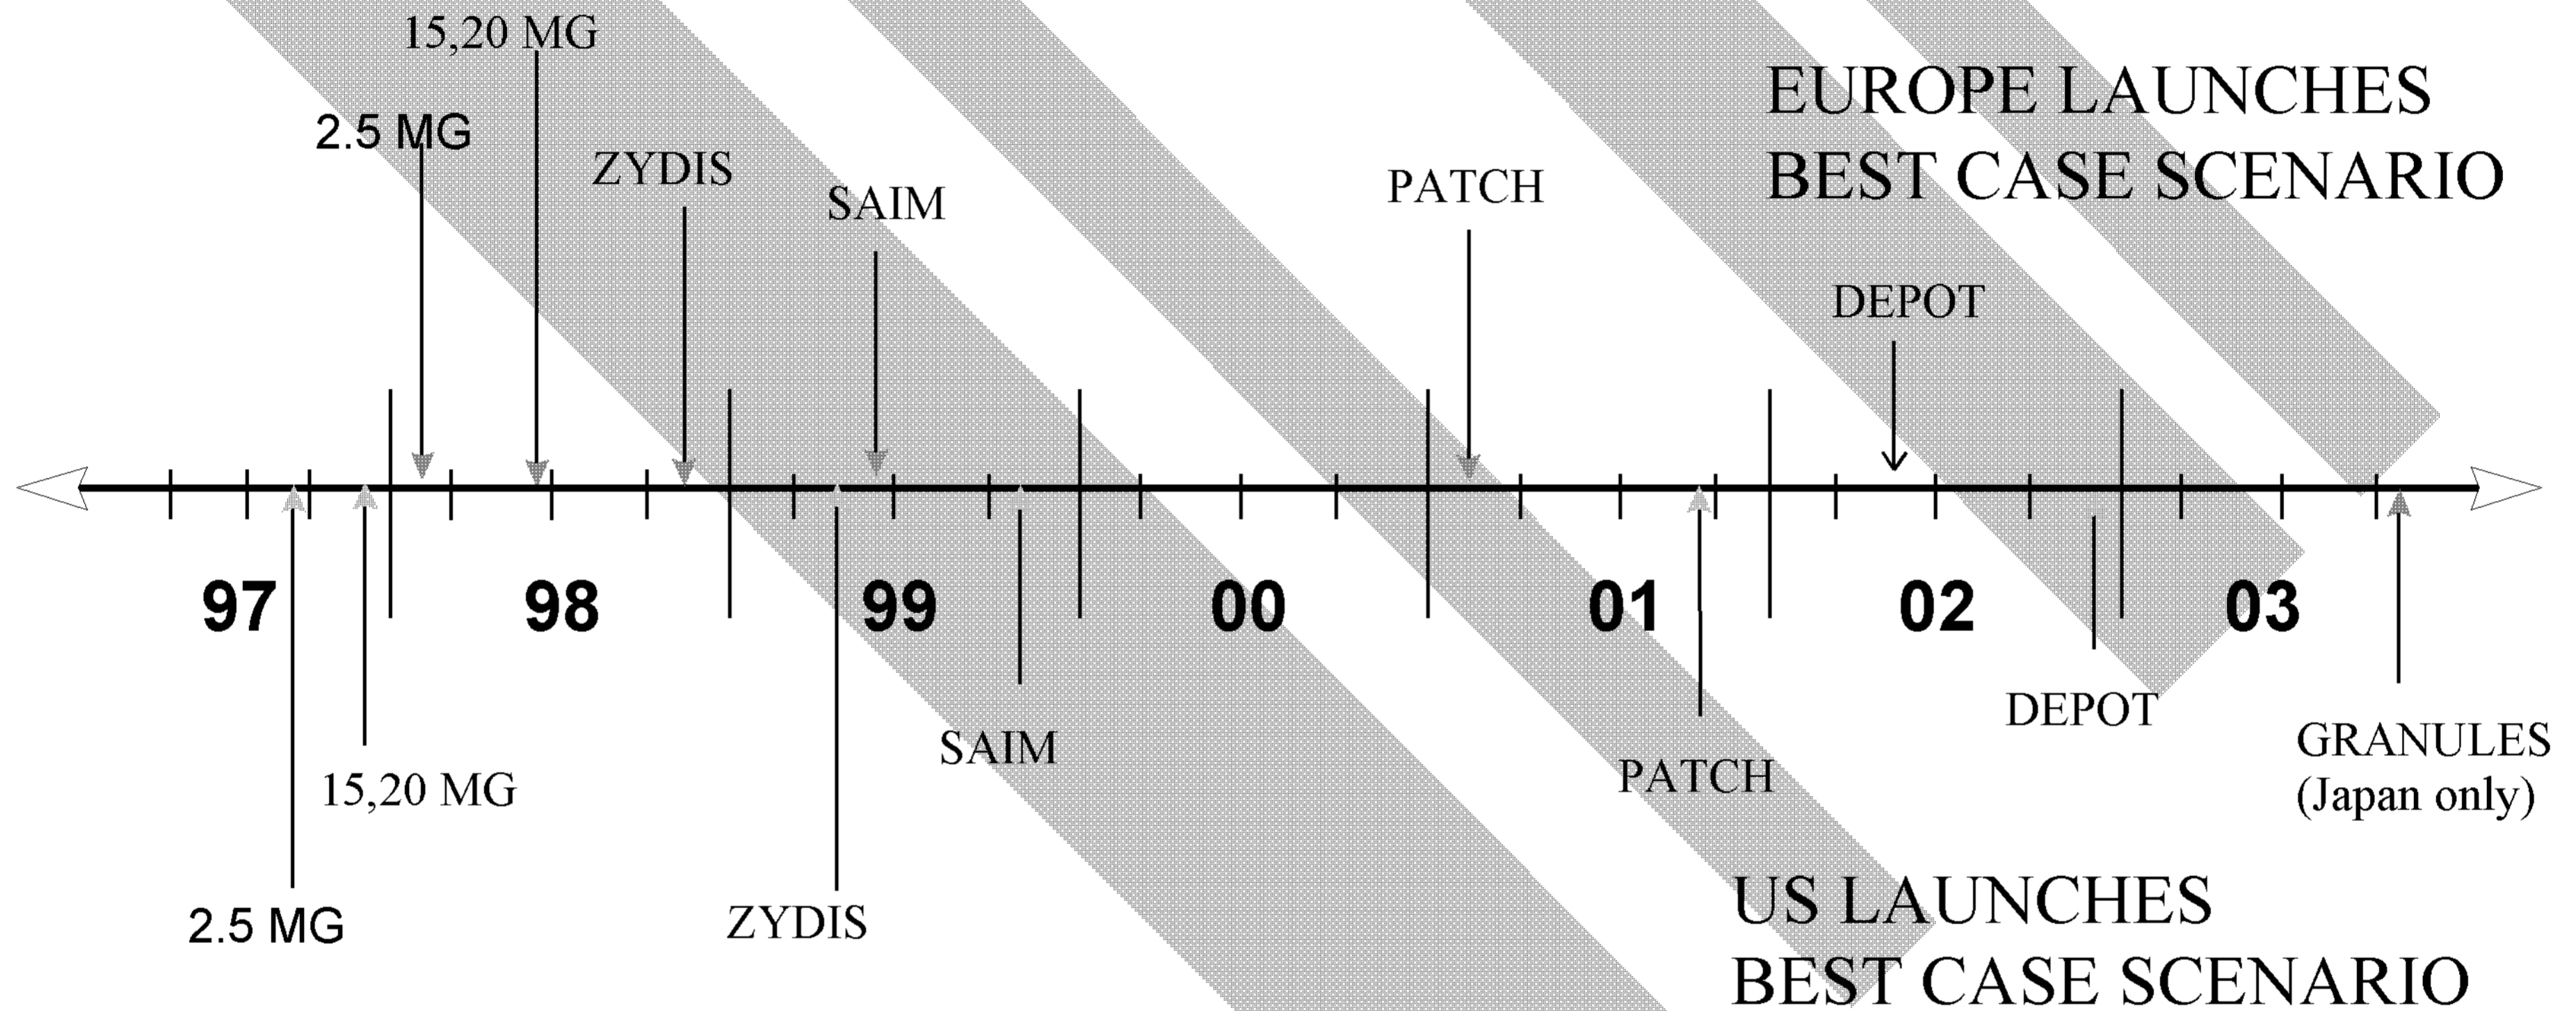 15,20 MG
EUROPE LAUNCHES
BEST CASE SCENARIO
2.5 MG
ZYDIS
SAIM
PATCH
DEPOT
97
98
99
00
01
02
03
DEPOT
SAIM
GRANULES
(Japan only)
PATCH
15,20 MG
2.5 MG
ZYDIS
US LAUNCHES
BEST CASE SCENARIO